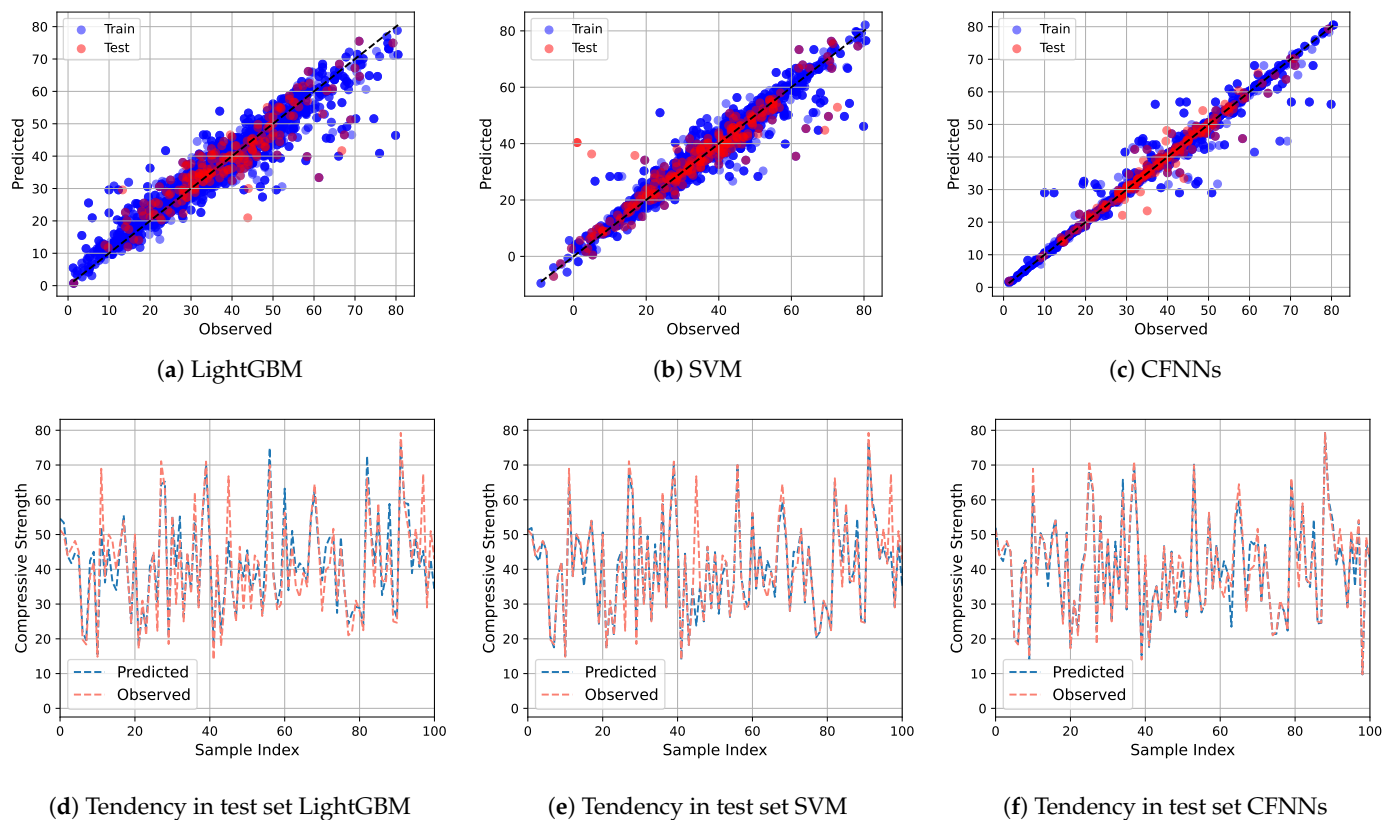 80
70
60
50
40
30
20
10
0
Predicted
Train
Test
0 10 20 30 40 50 60 70 80
Observed
(a) LightGBM
80
60
40
20
0
Predicted
Train
Test
0 20 40 60 80
Observed
(b) SVM
80
70
60
50
40
30
20
10
0
Predicted
Train
Test
0 10 20 30 40 50 60 70 80
Observed
(c) CFNNs
80
70
60
50
40
30
20
10
0
Compressive Strength
Predicted
Observed
0 20 40 60 80 100
Sample Index
(d) Tendency in test set LightGBM
80
70
60
50
40
30
20
10
0
Compressive Strength
Predicted
Observed
0 20 40 60 80 100
Sample Index
(e) Tendency in test set SVM
80
70
60
50
40
30
20
10
0
Compressive Strength
Predicted
Observed
0 20 40 60 80 100
Sample Index
(f) Tendency in test set CFNNs